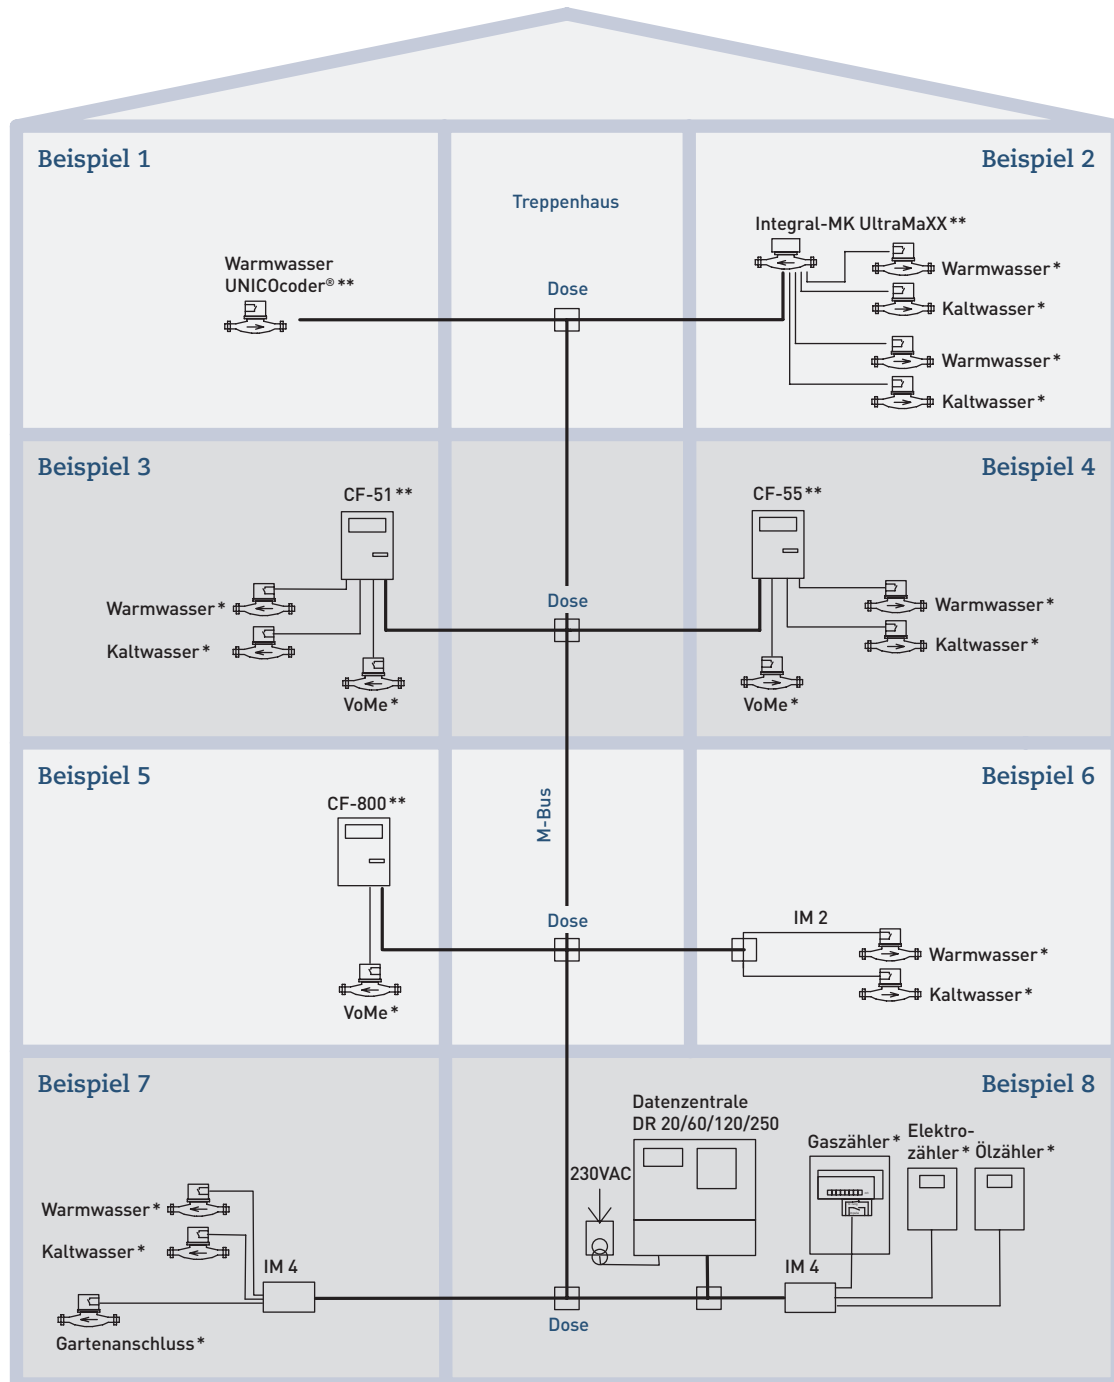 Beispiel 1
Beispiel 2
Treppenhaus
Integral-MK UltraMaXX**
Warmwasser
UNICOcoder®**
Dose
Warmwasser*
Kaltwasser*
Warmwasser*
Kaltwasser*
Beispiel 3
Beispiel 4
CF-51**
CF-55**
Warmwasser*
Kaltwasser*
VoMe*
Dose
Warmwasser*
Kaltwasser*
VoMe*
Beispiel 5
Beispiel 6
CF-800**
M-Bus
Dose
IM 2
VoMe*
Warmwasser*
Kaltwasser*
Beispiel 7
Beispiel 8
Datenzentrale
DR 20/60/120/250
230VAC
Gaszähler*
Elektro-
zähler*
Ölzähler*
Warmwasser*
Kaltwasser*
IM 4
Gartenanschluss*
Dose
IM 4